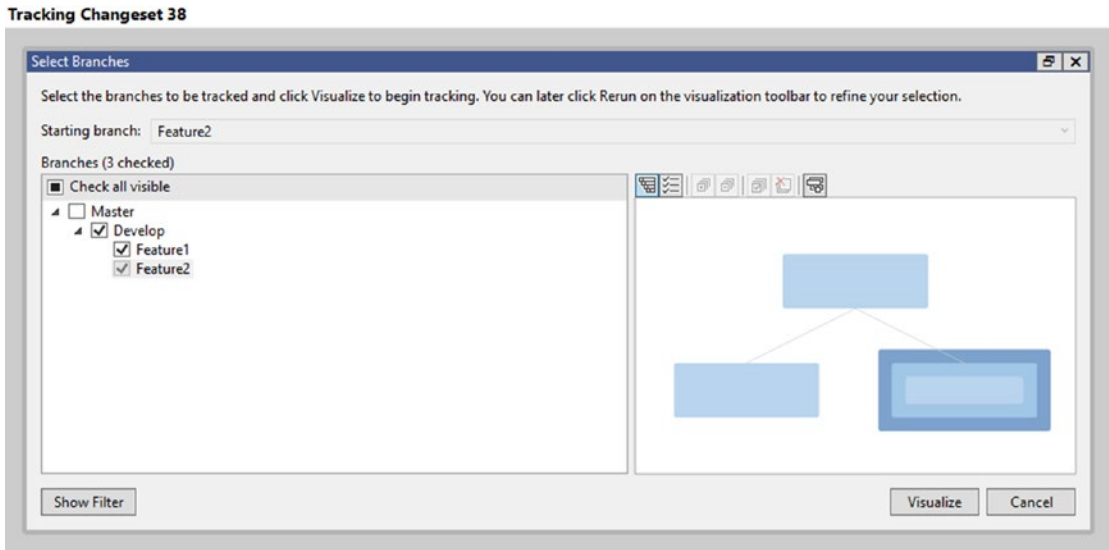 Tracking Changeset 38
Select Branches
Select the branches to be tracked and click Visualize to begin tracking. You can later click Rerun on the visualization toolbar to refine your selection.
Starting branch: Feature2
Branches (3 checked)
Check all visible
Master
Develop
Feature1
Feature2
Show Filter
Visualize
Cancel